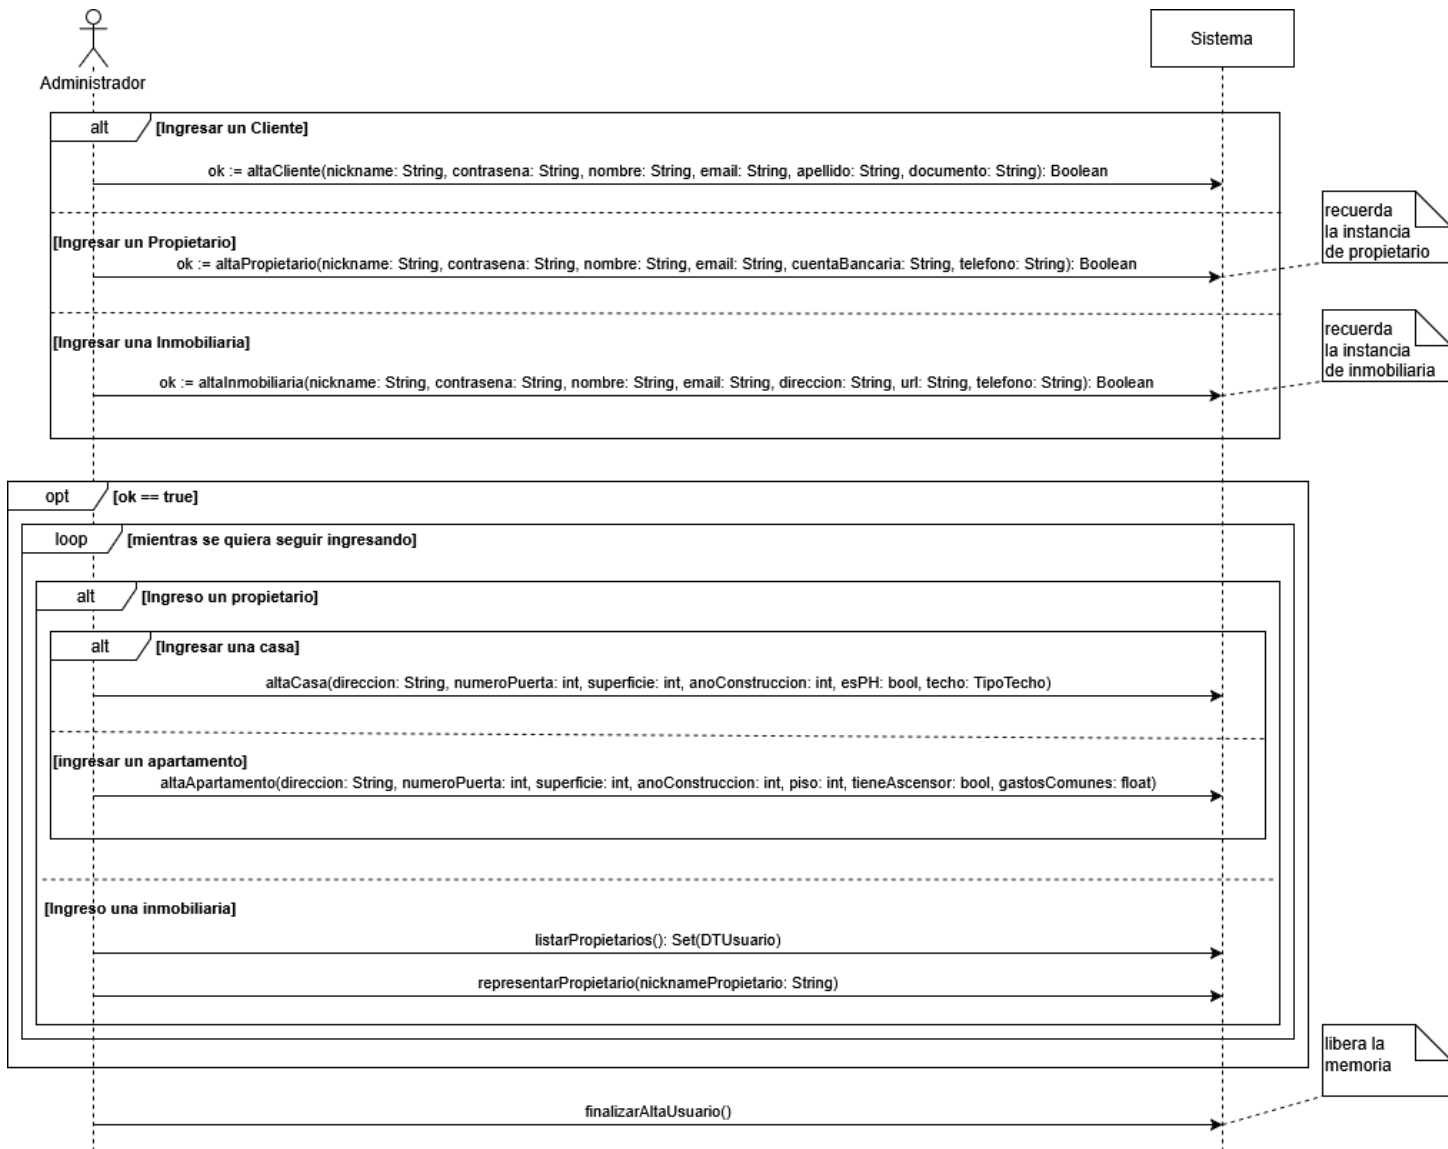 Sistema
Administrador
alt
[Ingresar un Cliente]
ok := altaCliente(nickname: String, contrasena: String, nombre: String, email: String, apellido: String, documento: String): Boolean
recuerda
la instancia
de propietario
[Ingresar un Propietario]
ok := altaPropietario(nickname: String, contrasena: String, nombre: String, email: String, cuentaBancaria: String, telefono: String): Boolean
recuerda
la instancia
de inmobiliaria
[Ingresar una Inmobiliaria]
ok := altaInmobiliaria(nickname: String, contrasena: String, nombre: String, email: String, direccion: String, url: String, telefono: String): Boolean
opt
[ok == true]
loop
[mientras se quiera seguir ingresando]
alt
[Ingreso un propietario]
alt
[Ingresar una casa]
altaCasa(direccion: String, numeroPuerta: int, superficie: int, anoConstruccion: int, esPH: bool, techo: TipoTecho)
[ingresar un apartamento]
altaApartamento(direccion: String, numeroPuerta: int, superficie: int, anoConstruccion: int, piso: int, tieneAscensor: bool, gastosComunes: float)
[Ingreso una inmobiliaria]
listarPropietarios(): Set(DTUsuario)
representarPropietario(nicknamePropietario: String)
libera la
memoria
finalizarAltaUsuario()